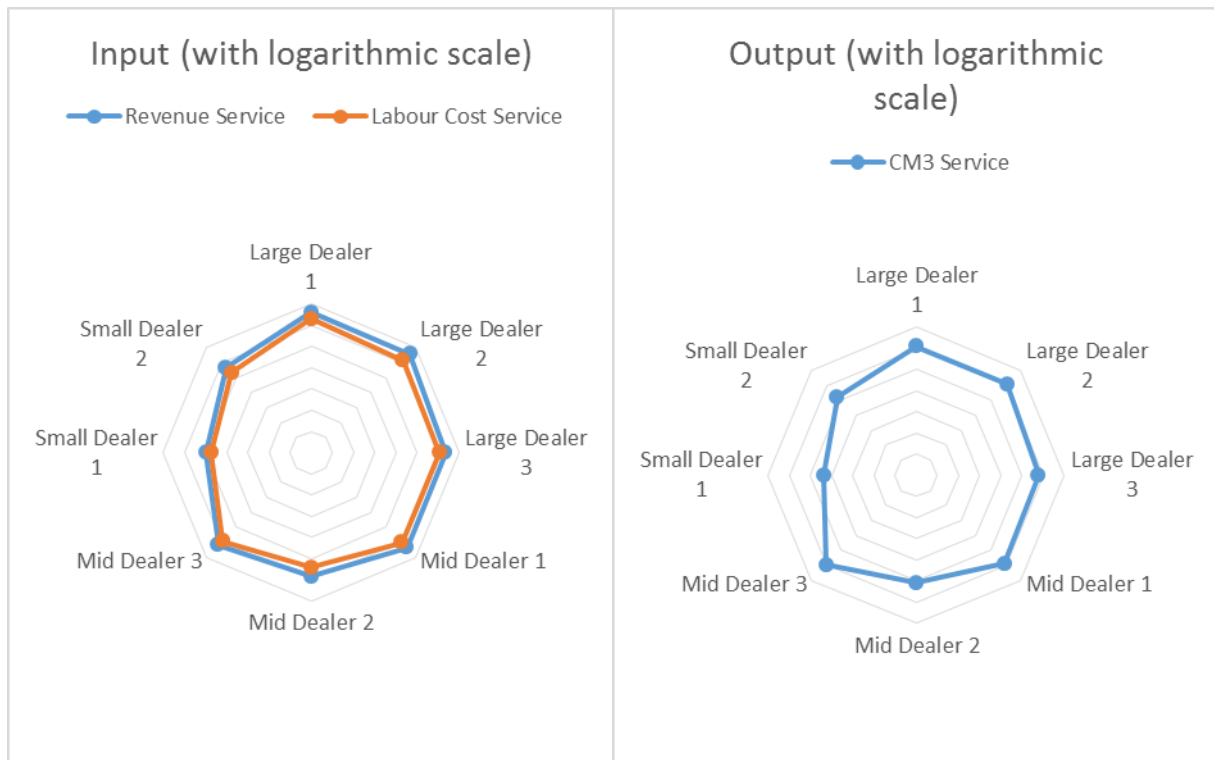 Input (with logarithmic scale)
Revenue Service
Labour Cost Service
Large Dealer
1
Large Dealer
2
Large Dealer
3
Mid Dealer 1
Mid Dealer 2
Mid Dealer 3
Small Dealer
1
Small Dealer
2
Output (with logarithmic
scale)
CM3 Service
Large Dealer
1
Large Dealer
2
Large Dealer
3
Mid Dealer 1
Mid Dealer 2
Mid Dealer 3
Small Dealer
1
Small Dealer
2